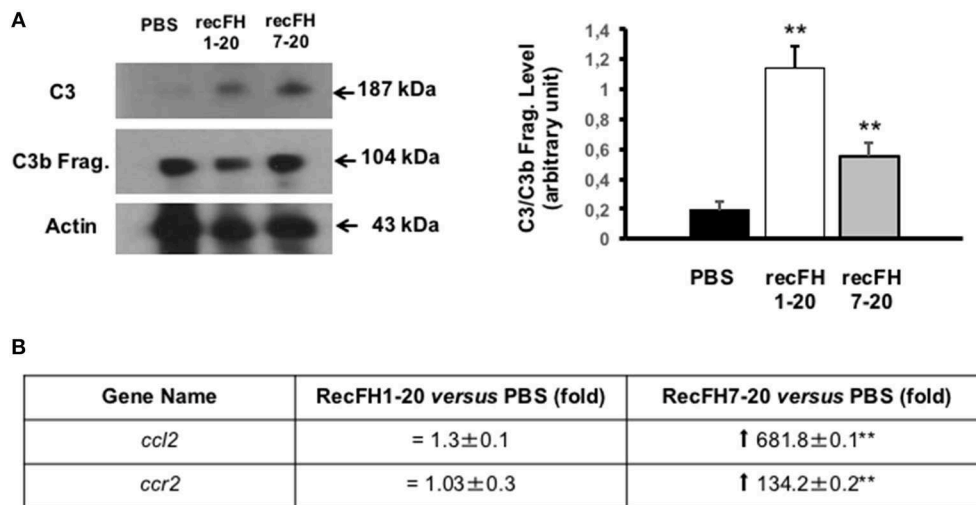 A
PBS recFH 1-20 recFH 7-20
C3 ← 187 kDa
C3b Frag. ← 104 kDa
Actin ← 43 kDa
C3/C3b Frag. Level
(arbitrary unit)
1,4
1,2
1
0,8
0,6
0,4
0,2
0
**
**
PBS recFH 1-20 recFH 7-20
B
Gene Name RecFH1-20 versus PBS (fold) RecFH7-20 versus PBS (fold)
ccl2 = 1.3±0.1 ↑ 681.8±0.1**
ccr2 = 1.03±0.3 ↑ 134.2±0.2**